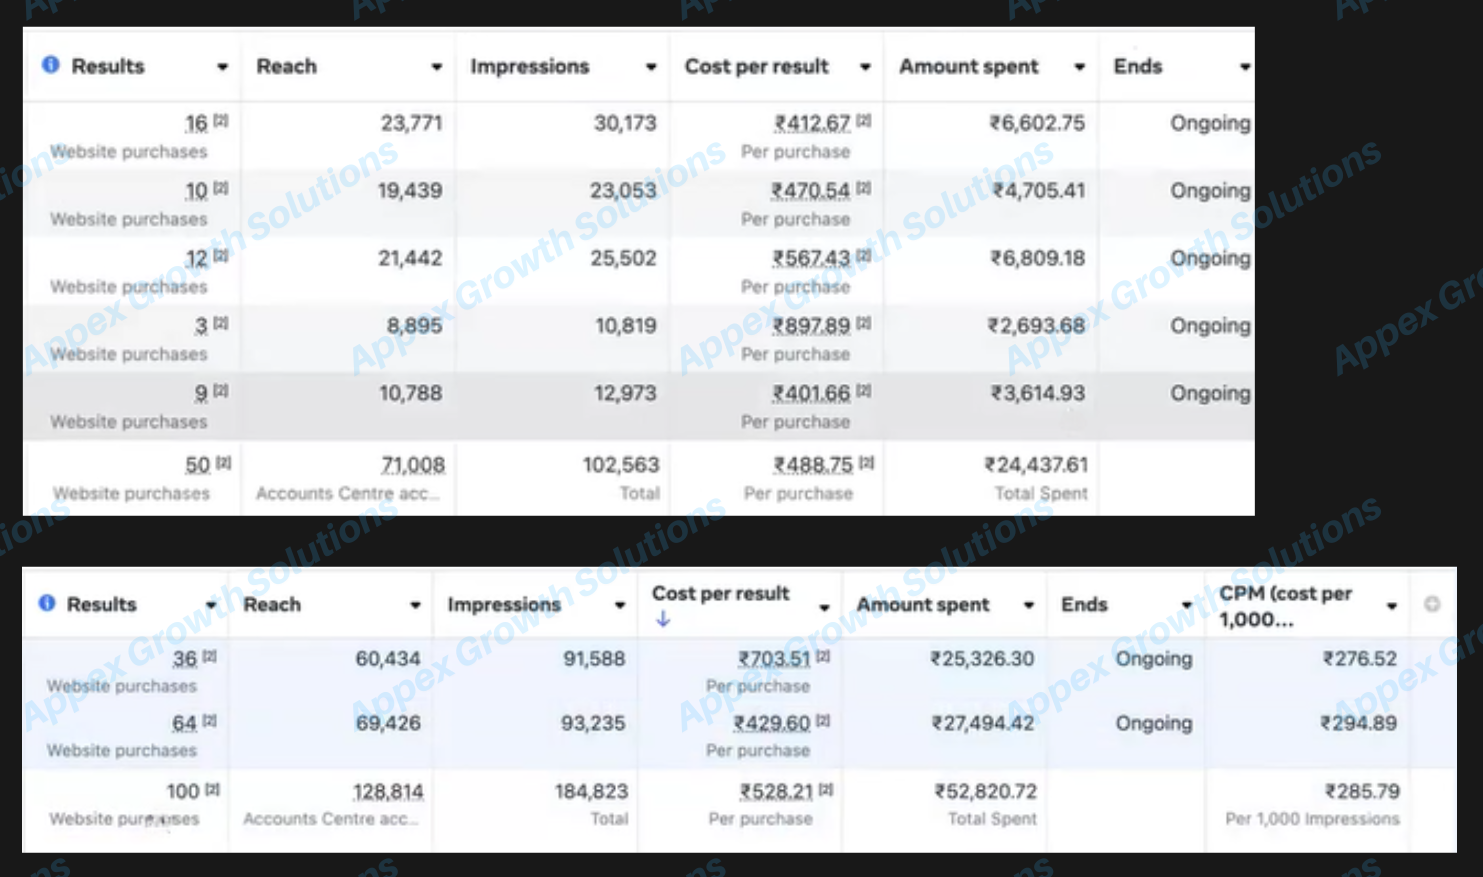 Results Reach Impressions Cost per result Amount spent Ends
16 [2] 23,771 30,173 ₹412.67 [2] ₹6,602.75 Ongoing
Website purchases Per purchase
10 [2] 19,439 23,053 ₹470.54 [2] ₹4,705.41 Ongoing
Website purchases Per purchase
12 [2] 21,442 25,502 ₹567.43 [2] ₹6,809.18 Ongoing
Website purchases Per purchase
3 [2] 8,895 10,819 ₹897.89 [2] ₹2,693.68 Ongoing
Website purchases Per purchase
9 [2] 10,788 12,973 ₹401.66 [2] ₹3,614.93 Ongoing
Website purchases Per purchase
50 [2] 71,008 102,563 ₹488.75 [2] ₹24,437.61
Website purchases Accounts Centre acc... Total Per purchase Total Spent
Results Reach Impressions Cost per result Amount spent Ends CPM (cost per
1,000...
36 [2] 60,434 91,588 ₹703.51 [2] ₹25,326.30 Ongoing ₹276.52
Website purchases Per purchase
64 [2] 69,426 93,235 ₹429.60 [2] ₹27,494.42 Ongoing ₹294.89
Website purchases Per purchase
100 [2] 128,814 184,823 ₹528.21 [2] ₹52,820.72 ₹285.79
Website purchases Accounts Centre acc... Total Per purchase Total Spent Per 1,000 Impressions
Appex Growth Solutions